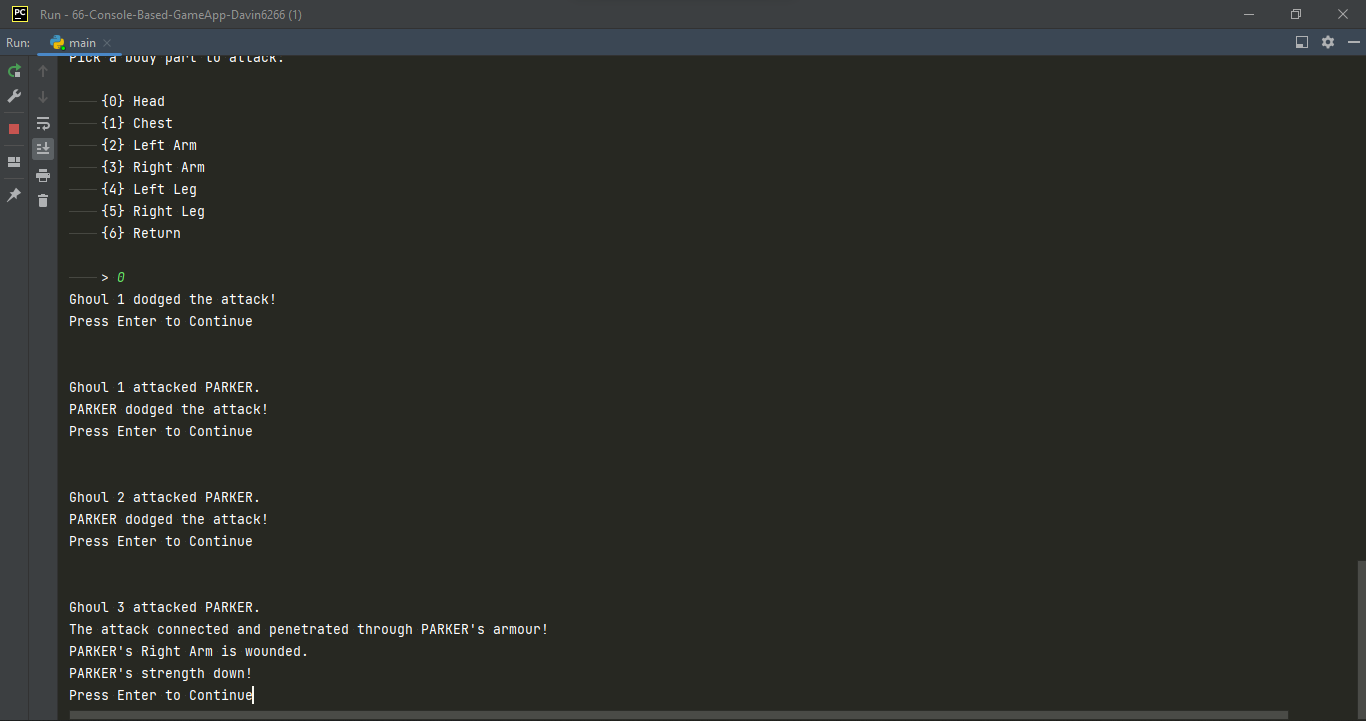 PC Run - 66-Console-Based-GameApp-Davin6266 (1)
Run: main
Pick a body part to attack.
{0} Head
{1} Chest
{2} Left Arm
{3} Right Arm
{4} Left Leg
{5} Right Leg
{6} Return
> 0
Ghoul 1 dodged the attack!
Press Enter to Continue
Ghoul 1 attacked PARKER.
PARKER dodged the attack!
Press Enter to Continue
Ghoul 2 attacked PARKER.
PARKER dodged the attack!
Press Enter to Continue
Ghoul 3 attacked PARKER.
The attack connected and penetrated through PARKER's armour!
PARKER's Right Arm is wounded.
PARKER's strength down!
Press Enter to Continue